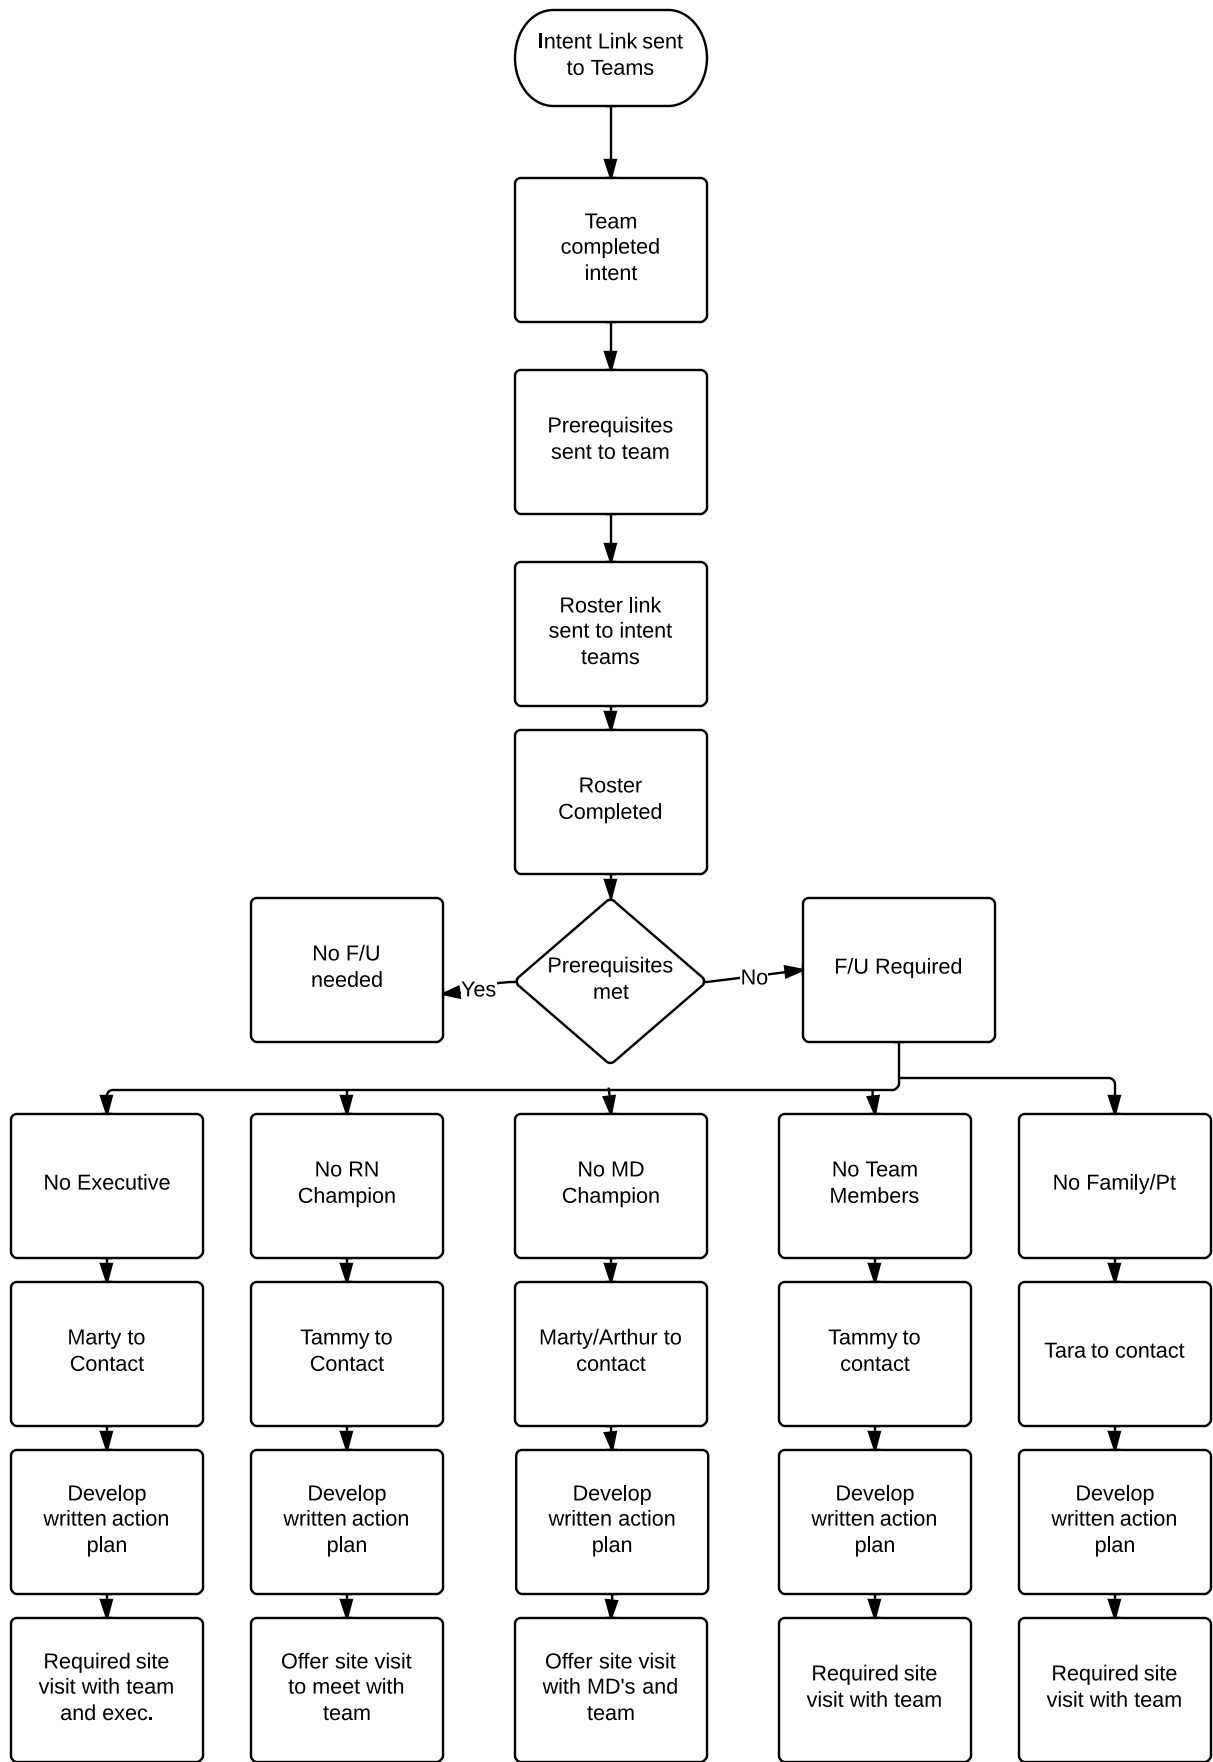 Intent Link sent
to Teams
Team
completed
intent
Prerequisites
sent to team
Roster link
sent to intent
teams
Roster
Completed
No F/U
needed
Yes
Prerequisites
met
No
F/U Required
No Executive
No RN
Champion
No MD
Champion
No Team
Members
No Family/Pt
Marty to
Contact
Tammy to
Contact
Marty/Arthur to
contact
Tammy to
contact
Tara to contact
Develop
written action
plan
Develop
written action
plan
Develop
written action
plan
Develop
written action
plan
Develop
written action
plan
Required site
visit with team
and exec.
Offer site visit
to meet with
team
Offer site visit
with MD's and
team
Required site
visit with team
Required site
visit with team